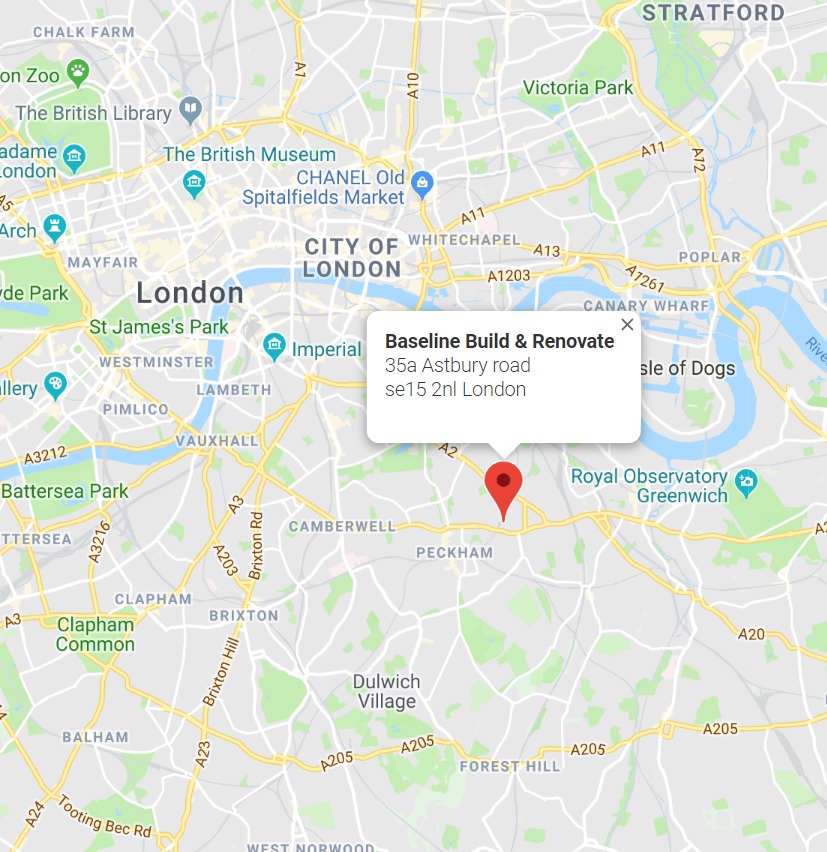 STRATFORD
CHALK FARM
on Zoo
A1
A10
Victoria Park
The British Library
A11
A12
adame
London
The British Museum
CHANEL Old
Spitalfields Market
A5
A11
Arch
CITY OF
LONDON
WHITECHAPEL
A13
POPLAR
MAYFAIR
A1203
A1261
yde Park
London
CANARY WHARF
St James's Park
Imperial
Baseline Build & Renovate
35a Astbury road
se15 2nl London
River
WESTMINSTER
sle of Dogs
allery
LAMBETH
PIMLICO
VAUXHALL
A3212
A2
Battersea Park
Royal Observatory
Greenwich
A3
CAMBERWELL
A2
TTERSEA
A3216
Brixton Rd
PECKHAM
A203
CLAPHAM
BRIXTON
A3
Clapham
Common
A20
Brixton Hill
Dulwich
Village
BALHAM
A23
A205
A205
A205
A205
FOREST HILL
A24
Tooting Bec Rd
WEST NORWOOD